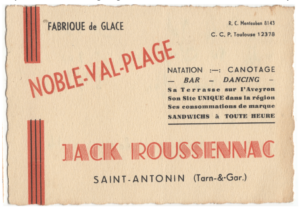 FABRIQUE de GLACE
R. C. Montauban 8145
C. C. P. Toulouse 12378
NOBLE-VAL-PLAGE
NATATION :-: CANOTAGE
— BAR — DANCING —
Sa Terrasse sur l'Aveyron
Son Site UNIQUE dans la région
Ses consommations de marque
SANDWICHS à TOUTE HEURE
JACK ROUSSENNAC
SAINT-ANTONIN (Tarn-&-Gar.)